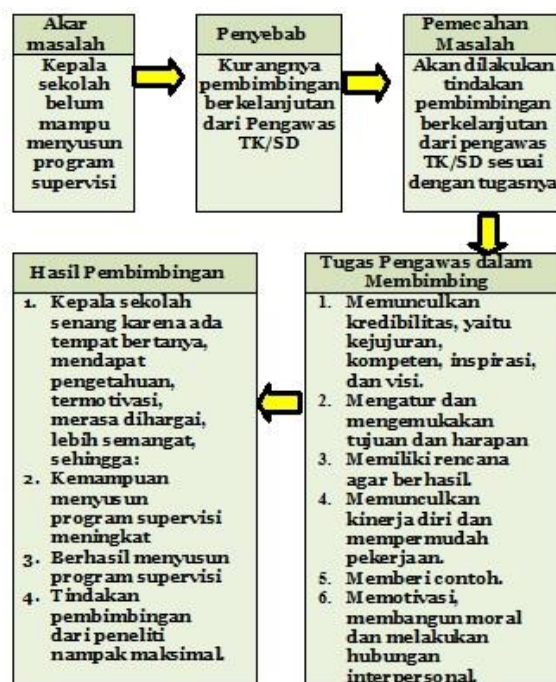 Akar
masalah
Kepala
sekolah
belum
mampu
menyusun
program
supervisi
Penyebab
Kurangnya
pembimbingan
berkelanjutan
dari Pengawas
TK/SD
Pemecahan
Masalah
Akan dilakukan
tindakan
pembimbingan
berkelanjutan
dari pengawas
TK/SD sesuai
dengan tugasnya
Tugas Pengawas dalam
Membimbing
1. Memunculkan
kredibilitas, yaitu
kejujuran,
kompeten, inspirasi,
dan visi.
2. Mengatur dan
mengemukakan
tujuan dan harapan
3. Memiliki rencana
agar berhasil.
4. Memunculkan
kinerja diri dan
mempermudah
pekerjaan.
5. Memberi contoh.
6. Memotivasi,
membangun moral
dan melakukan
hubungan
interpersonal.
Hasil Pembimbingan
1. Kepala sekolah
senang karena ada
tempat bertanya,
mendapat
pengetahuan,
termotivasi,
merasa dihargai,
lebih semangat,
sehingga:
2. Kemampuan
menyusun
program supervisi
meningkat
3. Berhasil menyusun
program supervisi
4. Tindakan
pembimbingan
dari peneliti
nampak maksimal.